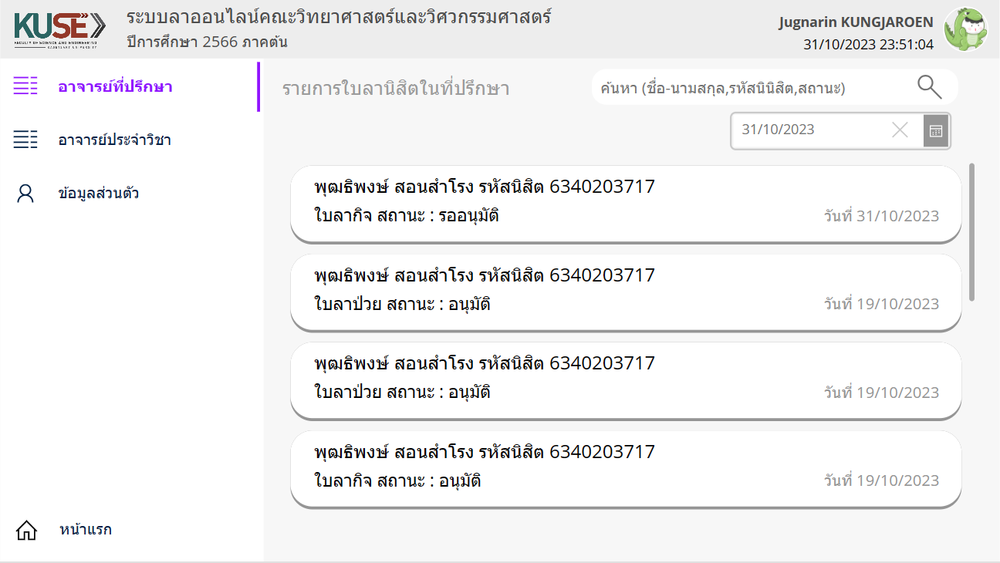 KUSE
FACULTY OF SCIENCE AND ENGINEERING
KASETSART UNIVERSITY
ระบบลาออนไลน์คณะวิทยาศาสตร์และวิศวกรรมศาสตร์
ปีการศึกษา 2566 ภาคต้น
Jugnarin KUNGJAROEN
31/10/2023 23:51:04
อาจารย์ที่ปรึกษา
อาจารย์ประจำวิชา
ข้อมูลส่วนตัว
หน้าแรก
รายการใบลานิสิตในที่ปรึกษา
ค้นหา (ชื่อ-นามสกุล,รหัสนินิสิต,สถานะ)
31/10/2023
พุฒธิพงษ์ สอนสำโรง รหัสนิสิต 6340203717
ใบลากิจ สถานะ : รออนุมัติ
วันที่ 31/10/2023
พุฒธิพงษ์ สอนสำโรง รหัสนิสิต 6340203717
ใบลาป่วย สถานะ : อนุมัติ
วันที่ 19/10/2023
พุฒธิพงษ์ สอนสำโรง รหัสนิสิต 6340203717
ใบลาป่วย สถานะ : อนุมัติ
วันที่ 19/10/2023
พุฒธิพงษ์ สอนสำโรง รหัสนิสิต 6340203717
ใบลากิจ สถานะ : อนุมัติ
วันที่ 19/10/2023